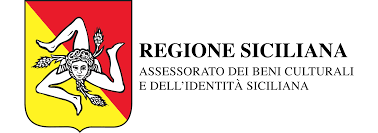 REGIONE SICILIANA
ASSESSORATO DEI BENI CULTURALI
E DELL'IDENTITÀ SICILIANA